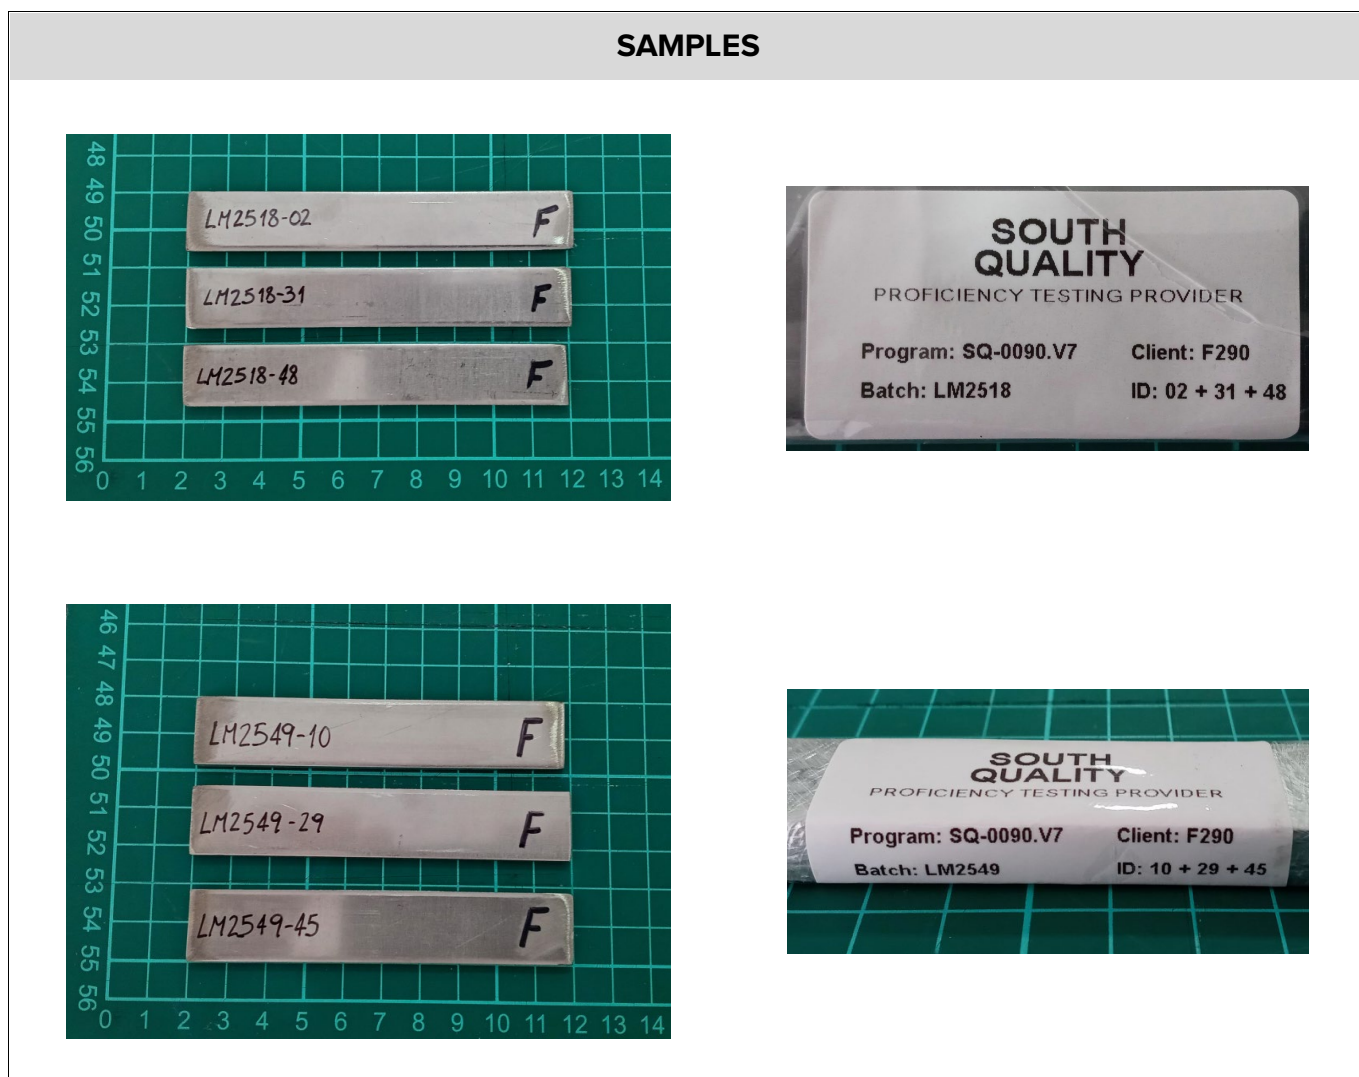 SAMPLES
48
49
50
51
52
53
54
55
56
LM2518-02 F
LM2518-31 F
LM2518-48 F
0 1 2 3 4 5 6 7 8 9 10 11 12 13 14
SOUTH
QUALITY
PROFICIENCY TESTING PROVIDER
Program: SQ-0090.V7 Client: F290
Batch: LM2518 ID: 02 + 31 + 48
46
47
48
49
50
51
52
53
54
55
56
LM2549-10 F
LM2549-29 F
LM2549-45 F
0 1 2 3 4 5 6 7 8 9 10 11 12 13 14
SOUTH
QUALITY
PROFICIENCY TESTING PROVIDER
Program: SQ-0090.V7 Client: F290
Batch: LM2549 ID: 10 + 29 + 45